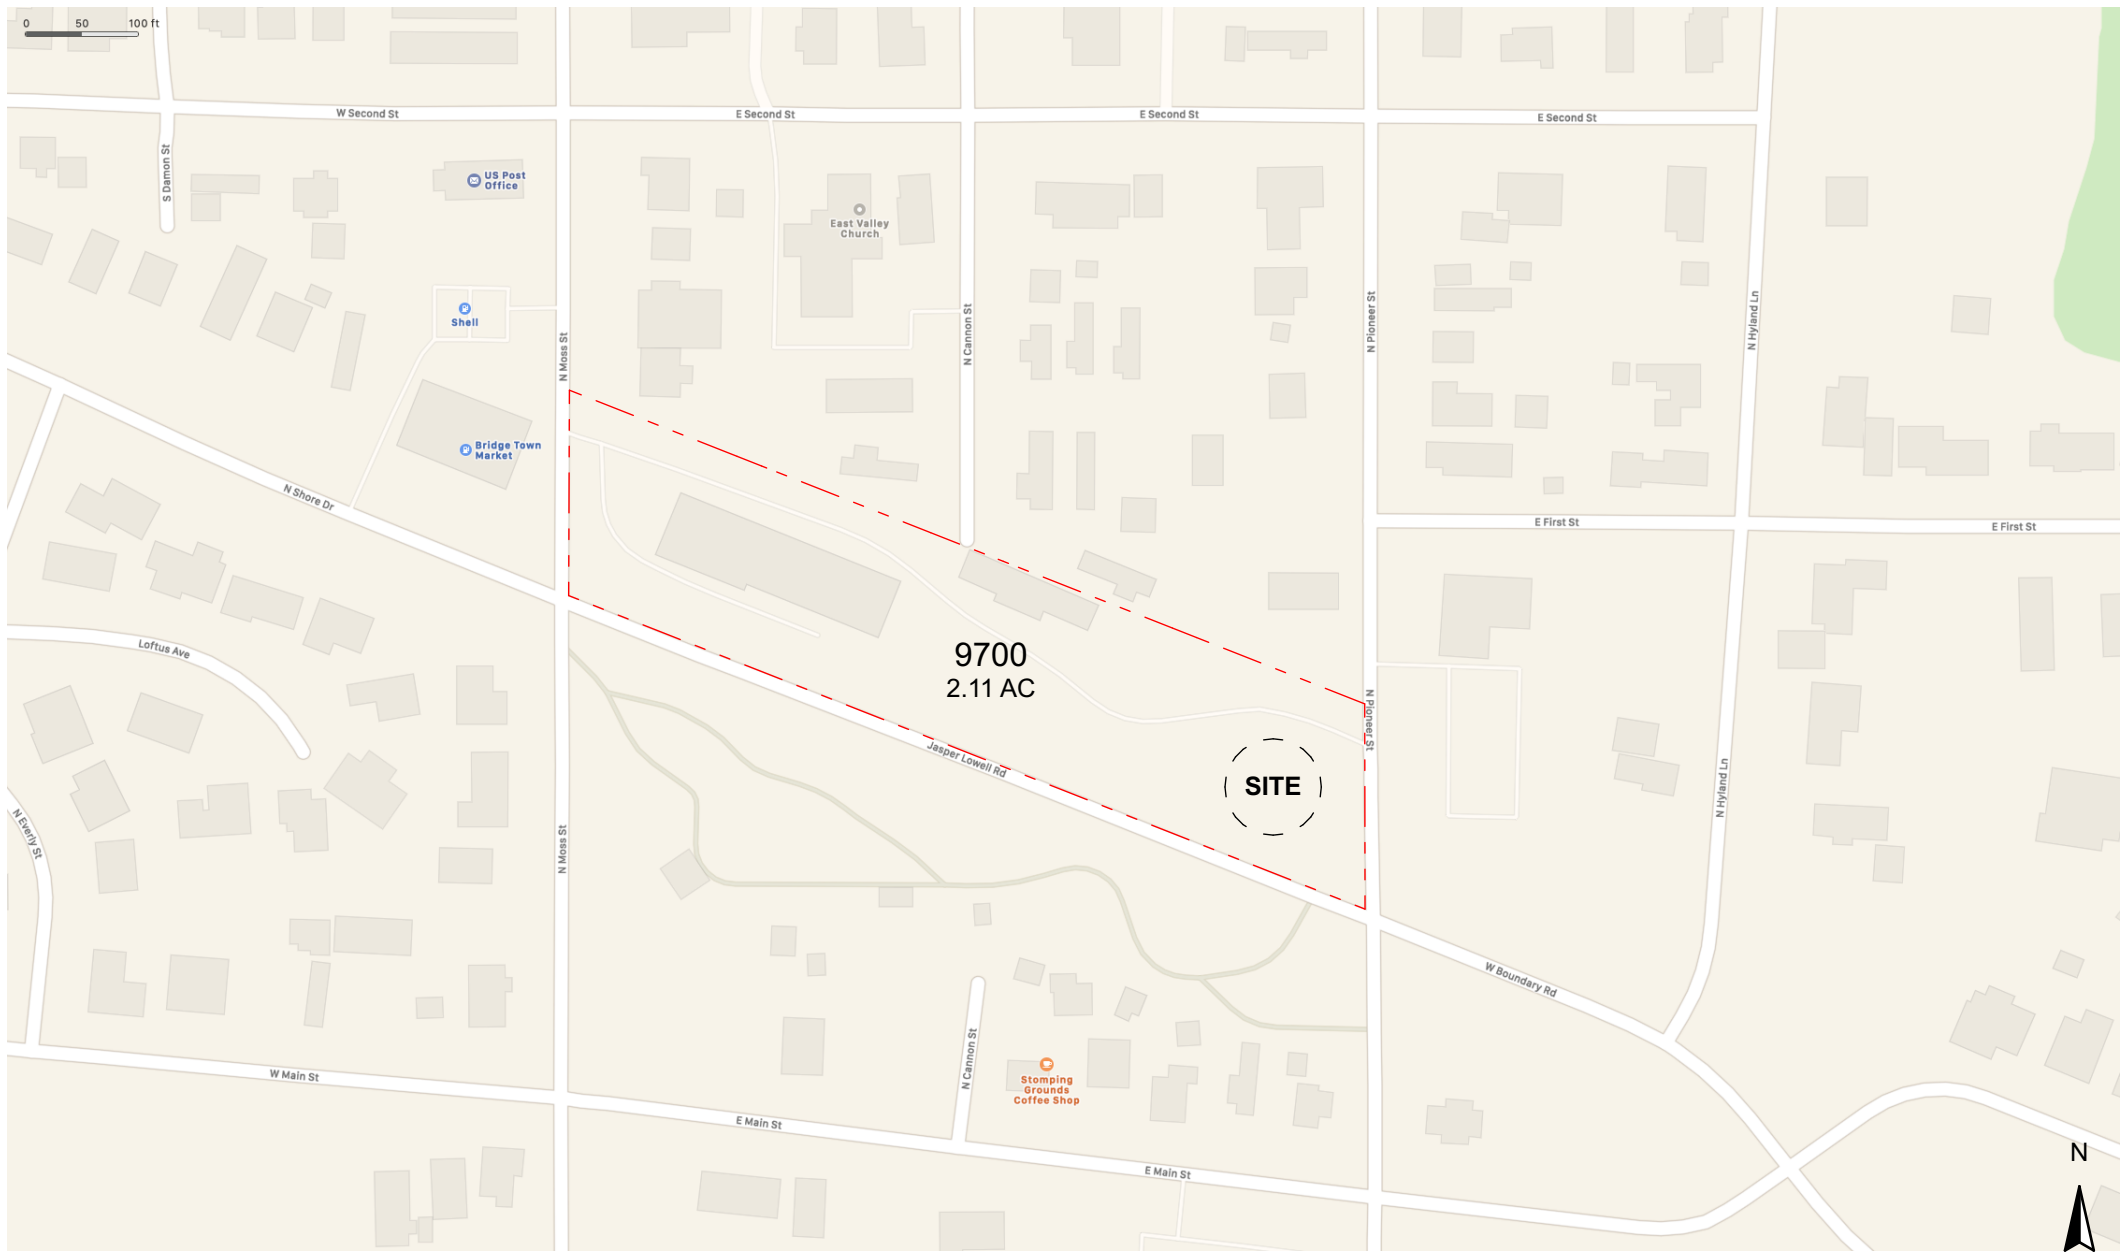 0 50 100 ft
W Second St
E Second St
E Second St
E Second St
S Damon St
US Post
Office
East Valley
Church
Shell
N Moss St
N Cannon St
N Pioneer St
N Hyland Ln
Bridge Town
Market
N Shore Dr
E First St
E First St
Loftus Ave
9700
2.11 AC
N Pioneer St
Jasper Lowell Rd
SITE
N Hyland Ln
N Everly St
N Moss St
W Boundary Rd
W Main St
N Cannon St
Stomping
Grounds
Coffee Shop
E Main St
E Main St
N